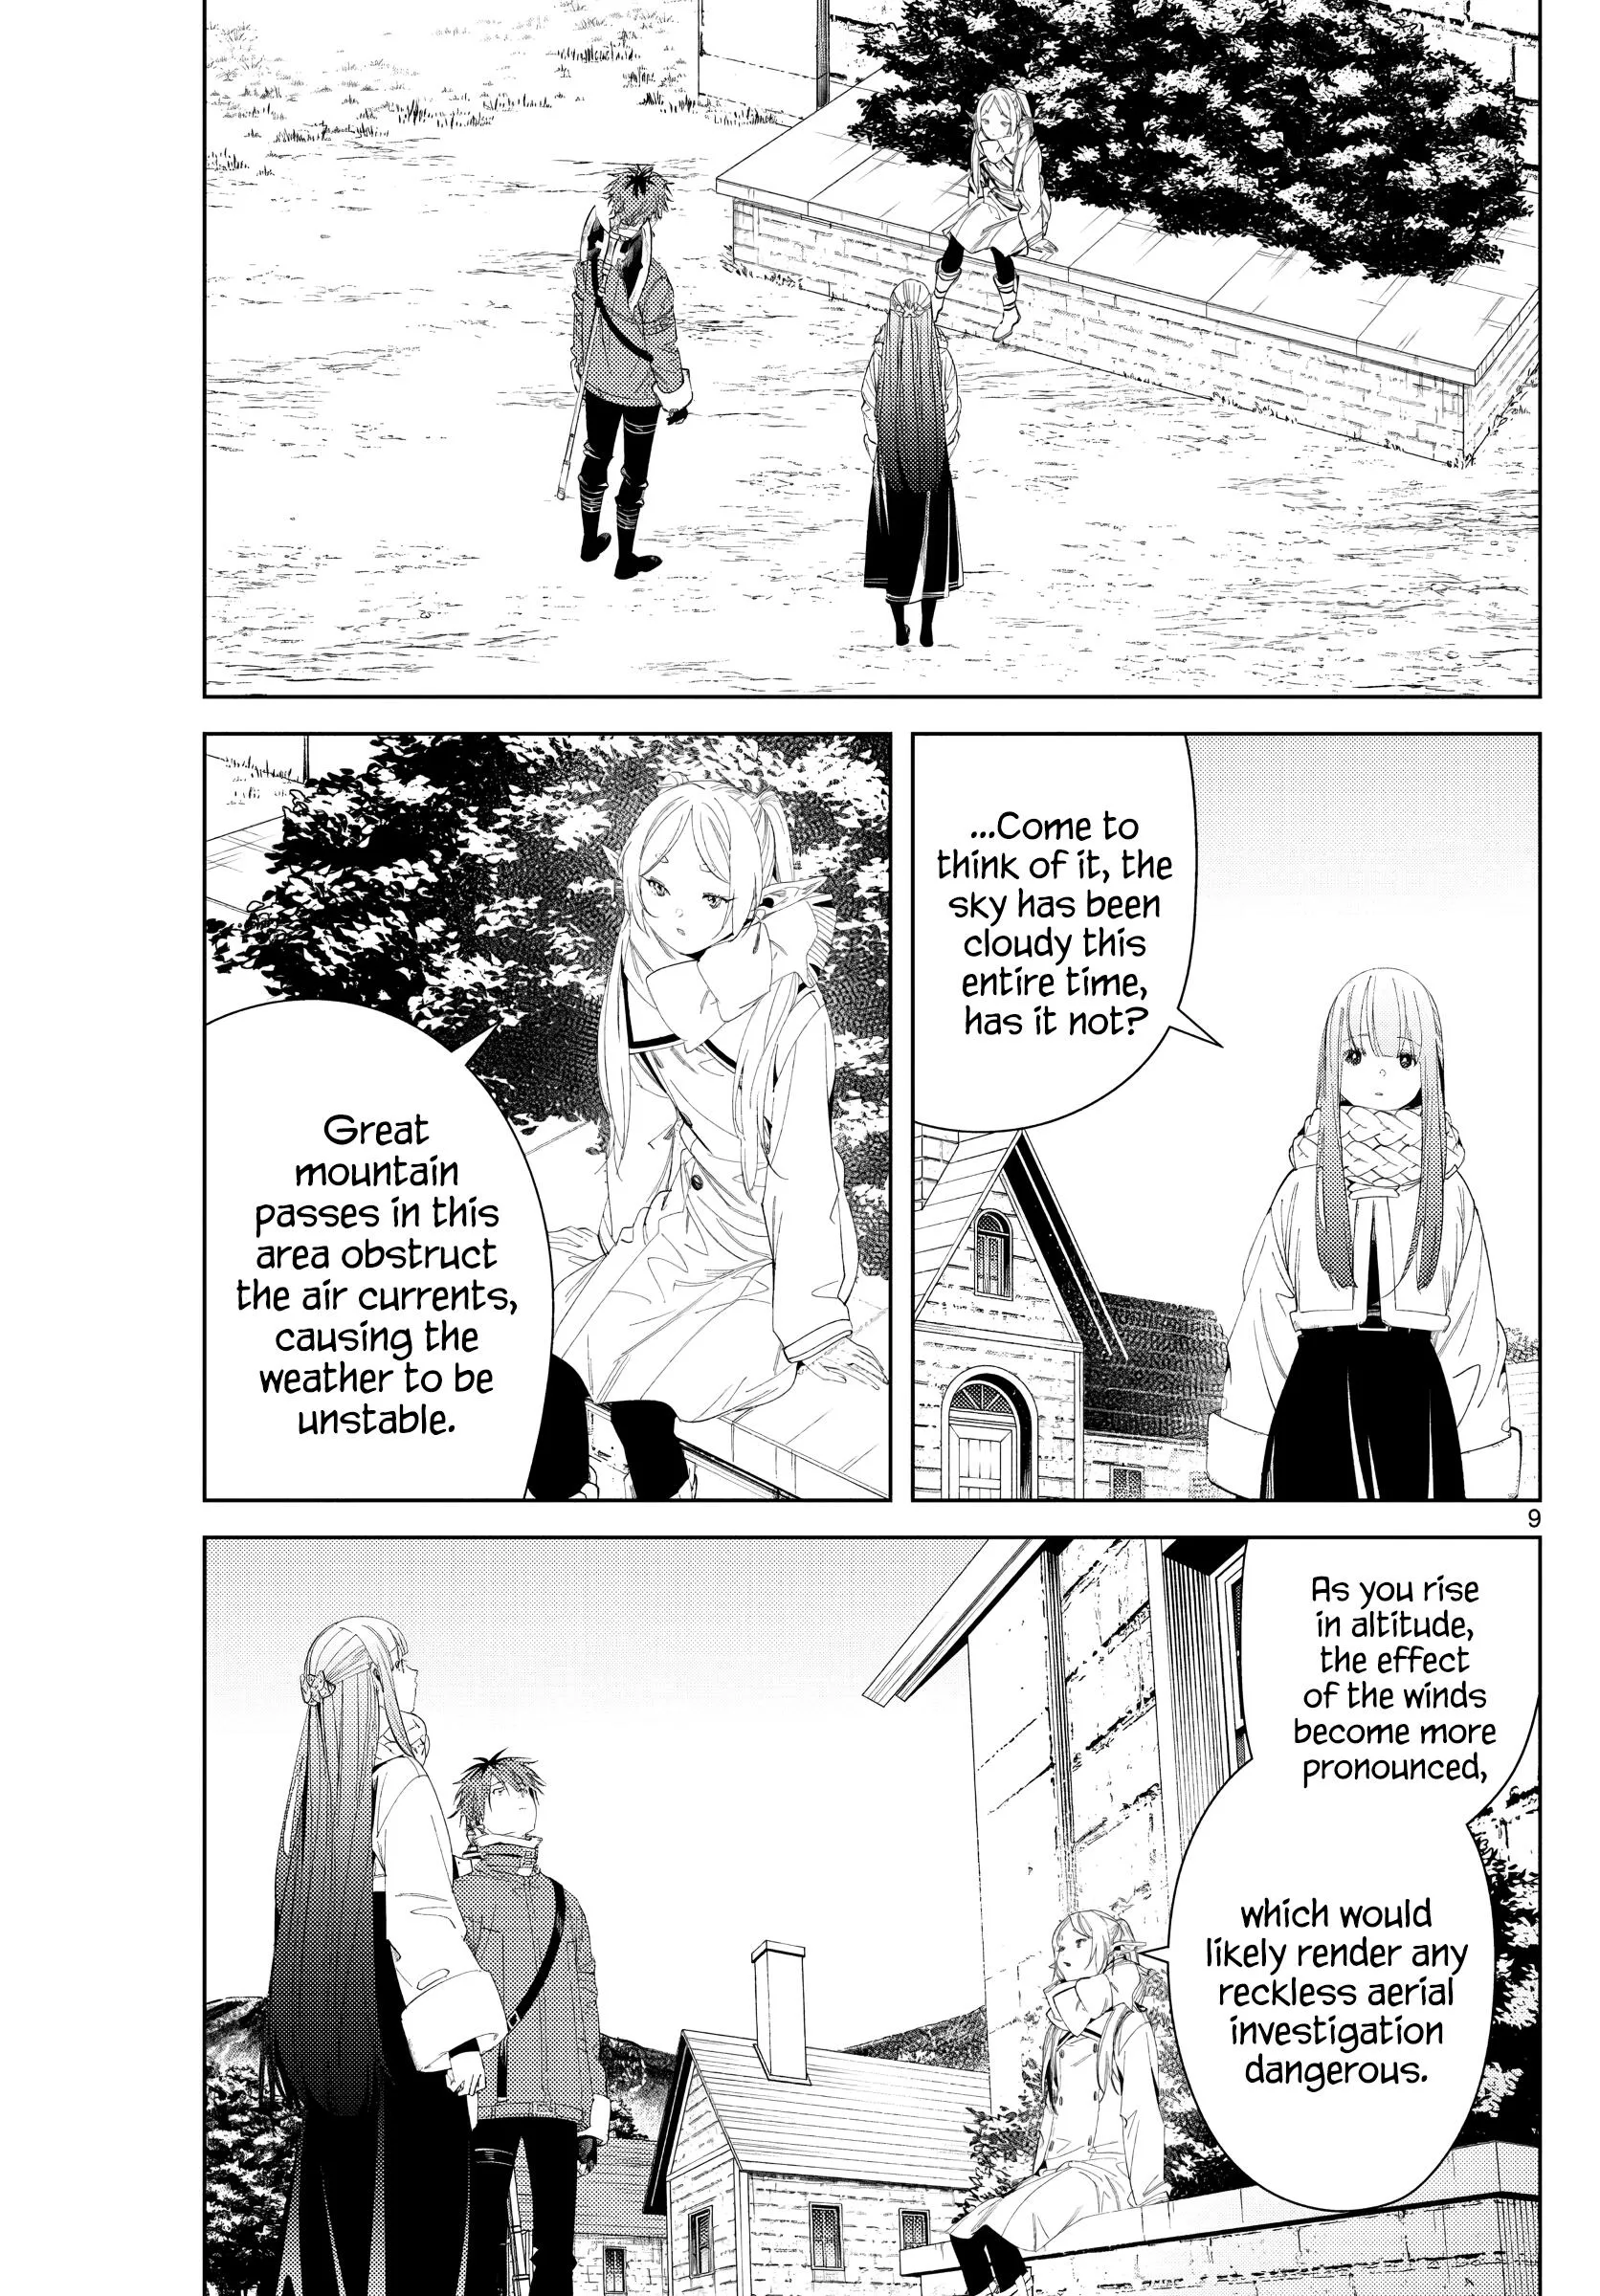 ...Come to
think of it, the
sky has been
cloudy this
entire time,
has it not?
Great
mountain
passes in this
area obstruct
the air currents,
causing the
weather to be
unstable.
9
As you rise
in altitude,
the effect
of the winds
become more
pronounced,
which would
likely render any
reckless aerial
investigation
dangerous.